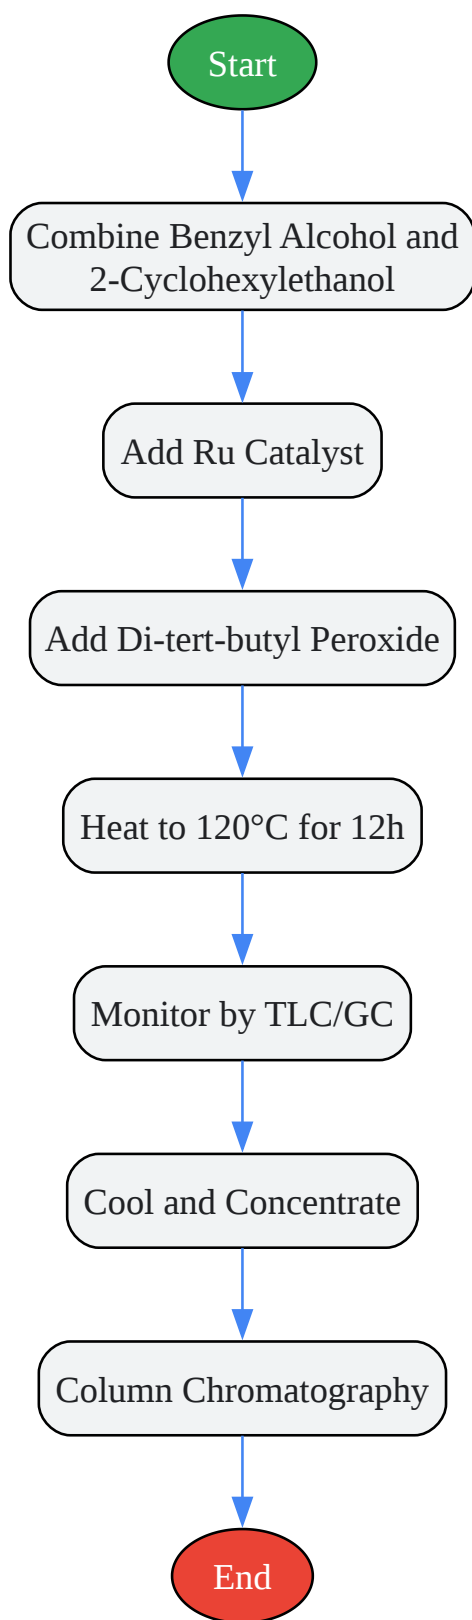 Start
Combine Benzyl Alcohol and
2-Cyclohexylethanol
Add Ru Catalyst
Add Di-tert-butyl Peroxide
Heat to 120°C for 12h
Monitor by TLC/GC
Cool and Concentrate
Column Chromatography
End